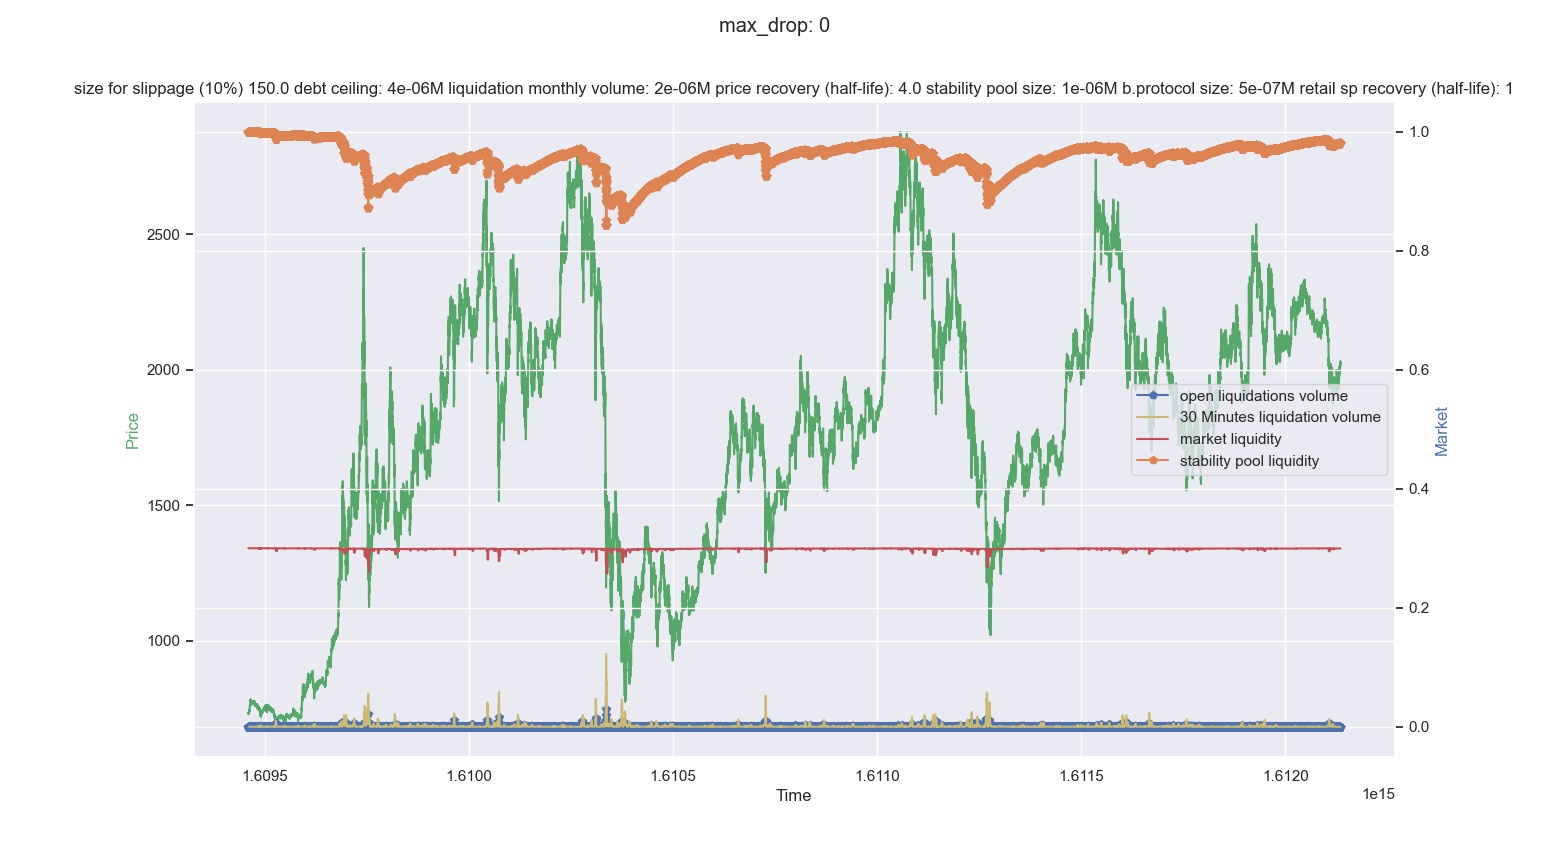 max_drop: 0
size for slippage (10%) 150.0 debt ceiling: 4e-06M liquidation monthly volume: 2e-06M price recovery (half-life): 4.0 stability pool size: 1e-06M b.protocol size: 5e-07M retail sp recovery (half-life): 1
1.0
2500
0.8
2000
0.6
open liquidations volume
30 Minutes liquidation volume
market liquidity
stability pool liquidity
Price
Market
1500
0.4
1000
0.2
0.0
1.6095 1.6100 1.6105 1.6110 1.6115 1.6120
Time
1e15